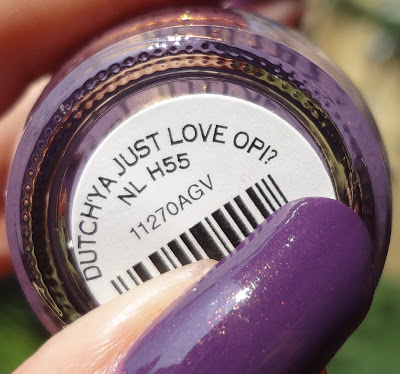 DUTCH'YA JUST LOVE OPI?
NL H55
11270AGV